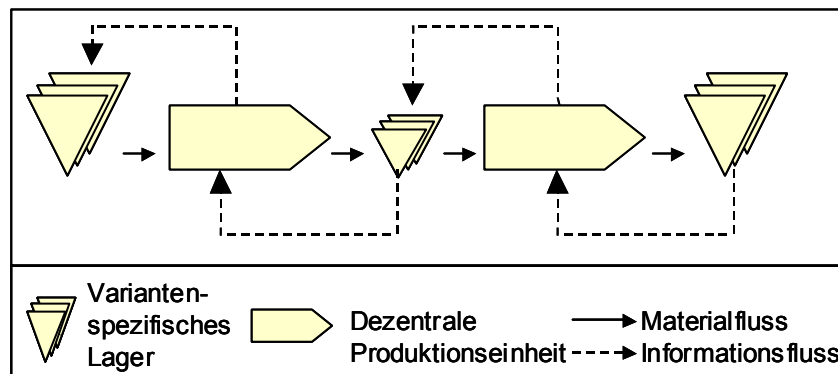 Varianten-
spezifisches
Lager
Dezentrale
Produktionseinheit
Materialfluss
Informationsfluss